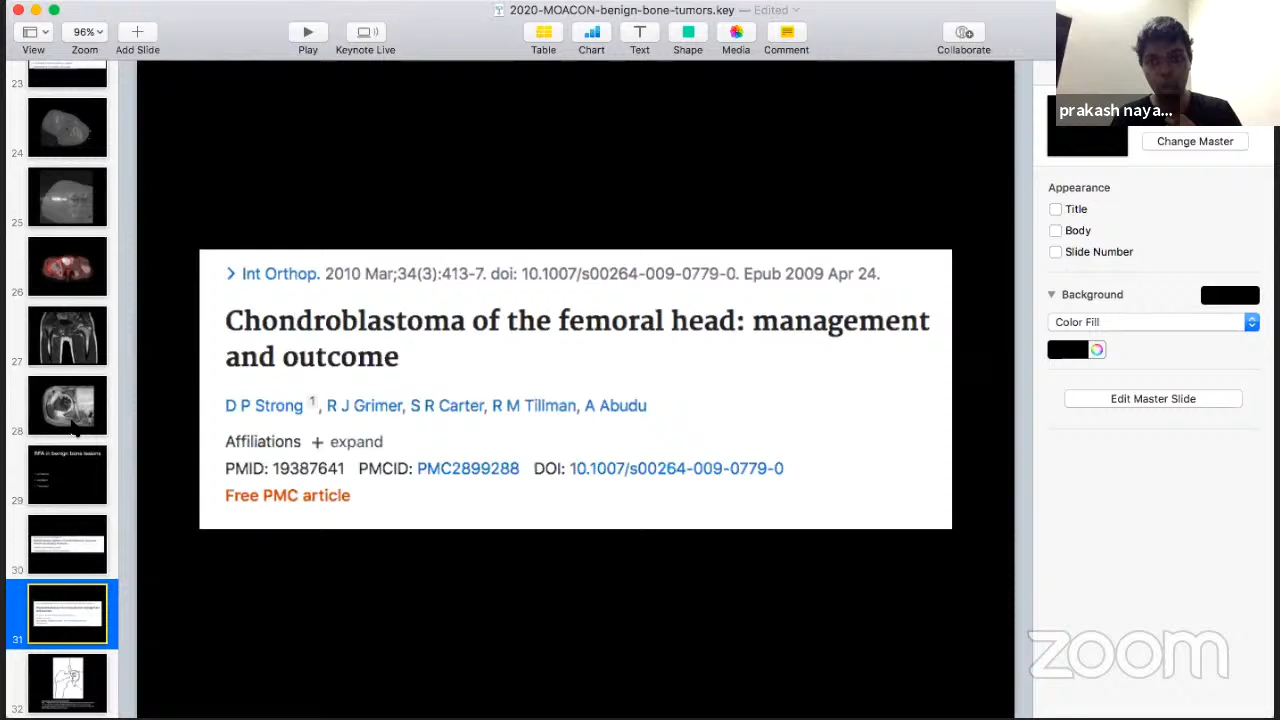 2020-MOACON-benign-bone-tumors.key — Edited
96%
View
Zoom
Add Slide
Play
Keynote Live
Table
Chart
Text
Shape
Media
Comment
Collaborate
prakash naya...
Change Master
Appearance
Title
Body
Slide Number
Background
Color Fill
Edit Master Slide
23
24
25
26
27
28
RFA in benign bone lesions
29
30
31
32
Int Orthop. 2010 Mar;34(3):413-7. doi: 10.1007/s00264-009-0779-0. Epub 2009 Apr 24.
Chondroblastoma of the femoral head: management
and outcome
D P Strong 1, R J Grimer, S R Carter, R M Tillman, A Abudu
Affiliations + expand
PMID: 19387641 PMCID: PMC2899288 DOI: 10.1007/s00264-009-0779-0
Free PMC article
zoom